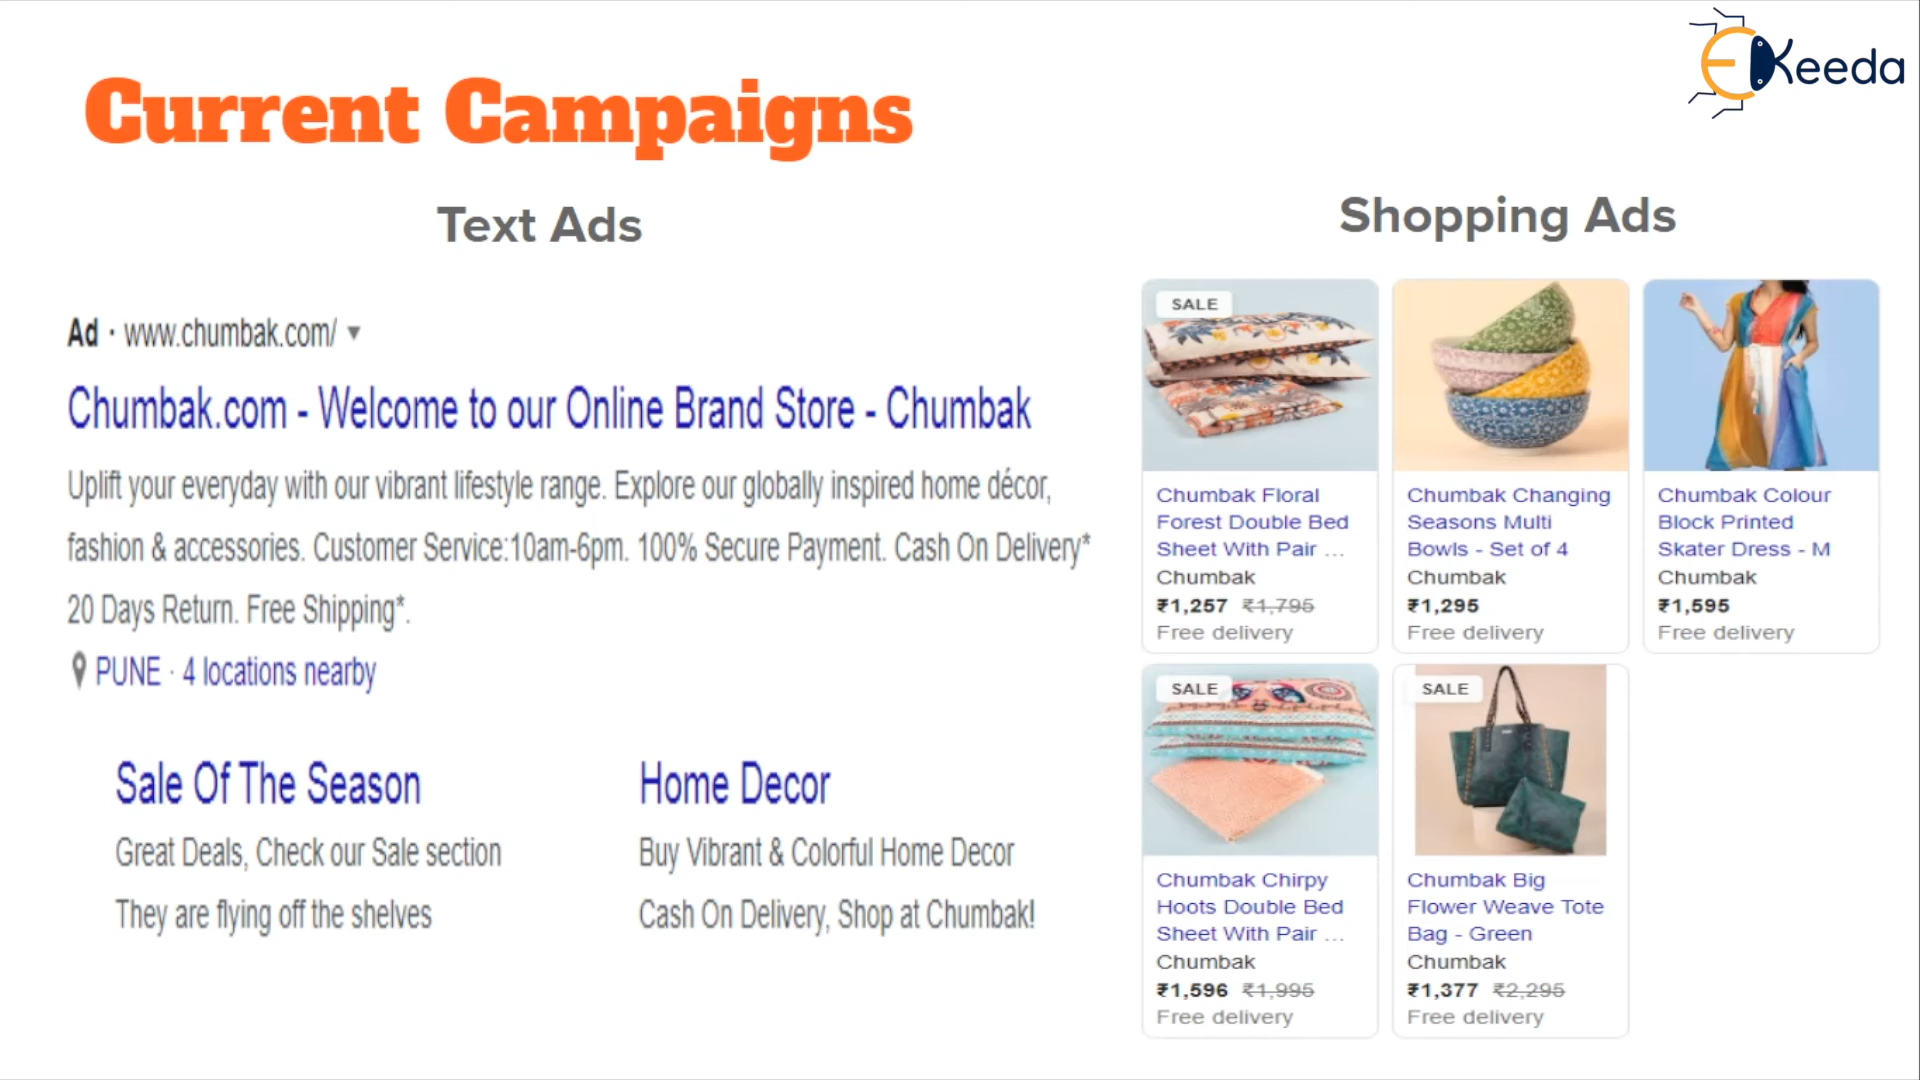 EKeeda
Current Campaigns
Text Ads
Ad · www.chumbak.com/
Chumbak.com - Welcome to our Online Brand Store - Chumbak
Uplift your everyday with our vibrant lifestyle range. Explore our globally inspired home décor,
fashion & accessories. Customer Service:10am-6pm. 100% Secure Payment. Cash On Delivery*
20 Days Return. Free Shipping*.
PUNE · 4 locations nearby
Sale Of The Season
Great Deals, Check our Sale section
They are flying off the shelves
Home Decor
Buy Vibrant & Colorful Home Decor
Cash On Delivery, Shop at Chumbak!
Shopping Ads
SALE
Chumbak Floral
Forest Double Bed
Sheet With Pair ...
Chumbak
₹1,257 ₹1,795
Free delivery
Chumbak Changing
Seasons Multi
Bowls - Set of 4
Chumbak
₹1,295
Free delivery
Chumbak Colour
Block Printed
Skater Dress - M
Chumbak
₹1,595
Free delivery
SALE
Chumbak Chirpy
Hoots Double Bed
Sheet With Pair ...
Chumbak
₹1,596 ₹1,995
Free delivery
SALE
Chumbak Big
Flower Weave Tote
Bag - Green
Chumbak
₹1,377 ₹2,295
Free delivery